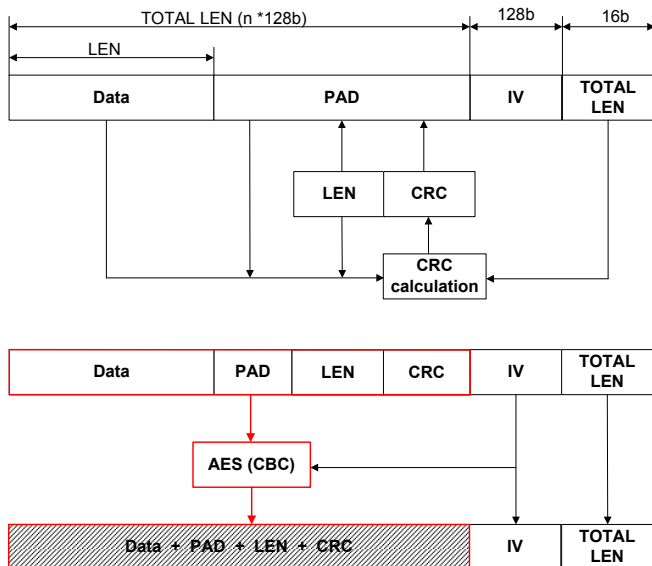 TOTAL LEN (n *128b)
128b
16b
LEN
Data
PAD
IV
TOTAL
LEN
LEN
CRC
CRC
calculation
Data
PAD
LEN
CRC
IV
TOTAL
LEN
AES (CBC)
Data + PAD + LEN + CRC
IV
TOTAL
LEN